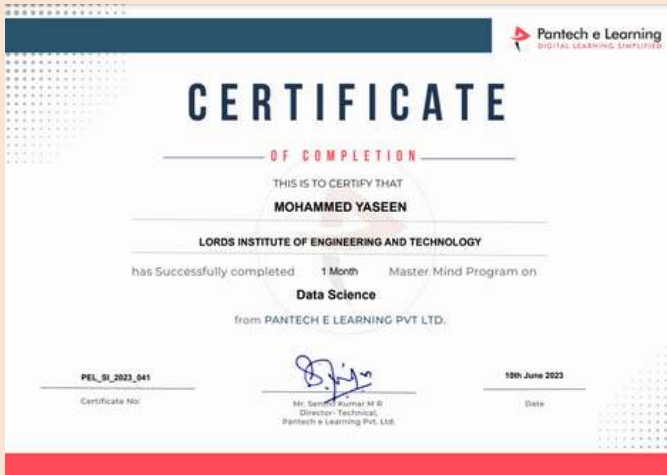 Pantech e Learning
DIGITAL LEARNING SIMPLIFIED
CERTIFICATE
OF COMPLETION
THIS IS TO CERTIFY THAT
MOHAMMED YASEEN
LORDS INSTITUTE OF ENGINEERING AND TECHNOLOGY
has Successfully completed 1 Month Master Mind Program on
Data Science
from PANTECH E LEARNING PVT LTD.
PEL_SI_2023_041
Certificate No:
Mr. Kumar M R
Director- Technical,
Pantech e Learning Pvt. Ltd.
10th June 2023
Date